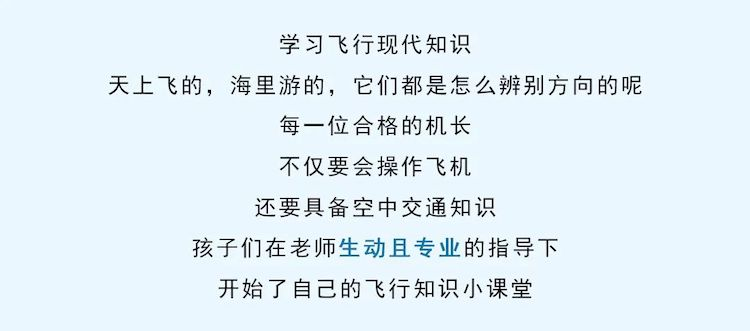 学习飞行现代知识
天上飞的，海里游的，它们都是怎么辨别方向的呢
每一位合格的机长
不仅要会操作飞机
还要具备空中交通知识
孩子们在老师生动且专业的指导下
开始了自己的飞行知识小课堂